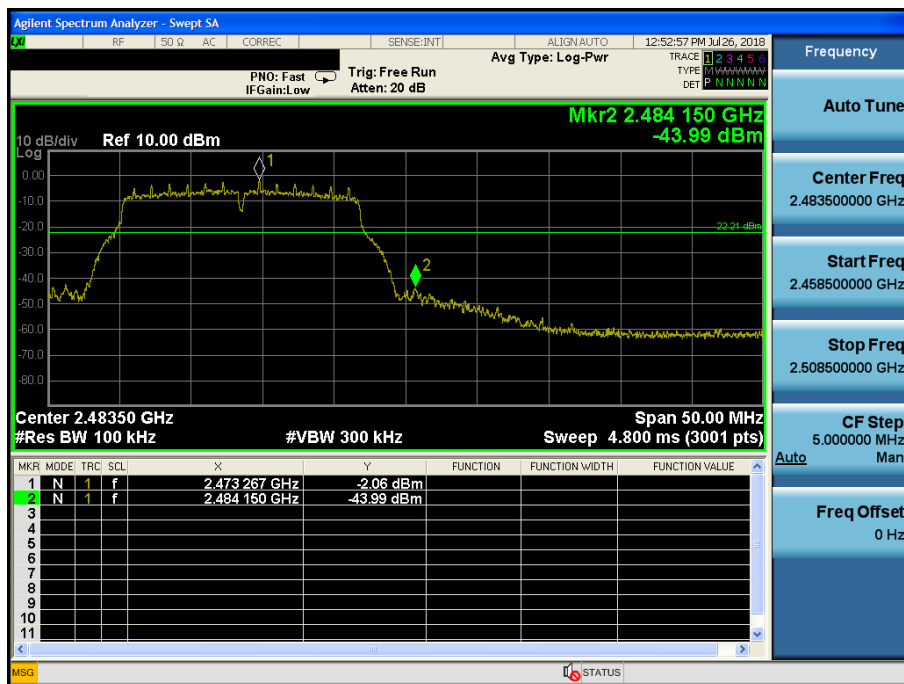 Agilent Spectrum Analyzer - Swept SA
LXI RF 50 Ω AC CORREC SENSE:INT ALIGNAUTO 12:52:57 PM Jul 26, 2018
Frequency
PNO: Fast
IFGain:Low
Trig: Free Run
Atten: 20 dB
Avg Type: Log-Pwr
TRACE 1 2 3 4 5 6
TYPE M WWWWW
DET P N N N N N
Mkr2 2.484 150 GHz
-43.99 dBm
10 dB/div Ref 10.00 dBm
Log
0.00
-10.0
-20.0
-30.0
-40.0
-50.0
-60.0
-70.0
-80.0
1
2
-22.21 dBm
Center 2.48350 GHz Span 50.00 MHz
#Res BW 100 kHz #VBW 300 kHz Sweep 4.800 ms (3001 pts)
MKR MODE TRC SCL X Y FUNCTION FUNCTION WIDTH FUNCTION VALUE
1 N 1 f 2.473 267 GHz -2.06 dBm
2 N 1 f 2.484 150 GHz -43.99 dBm
3
4
5
6
7
8
9
10
11
Auto Tune
Center Freq
2.483500000 GHz
Start Freq
2.458500000 GHz
Stop Freq
2.508500000 GHz
CF Step
5.000000 MHz
Auto Man
Freq Offset
0 Hz
MSG STATUS